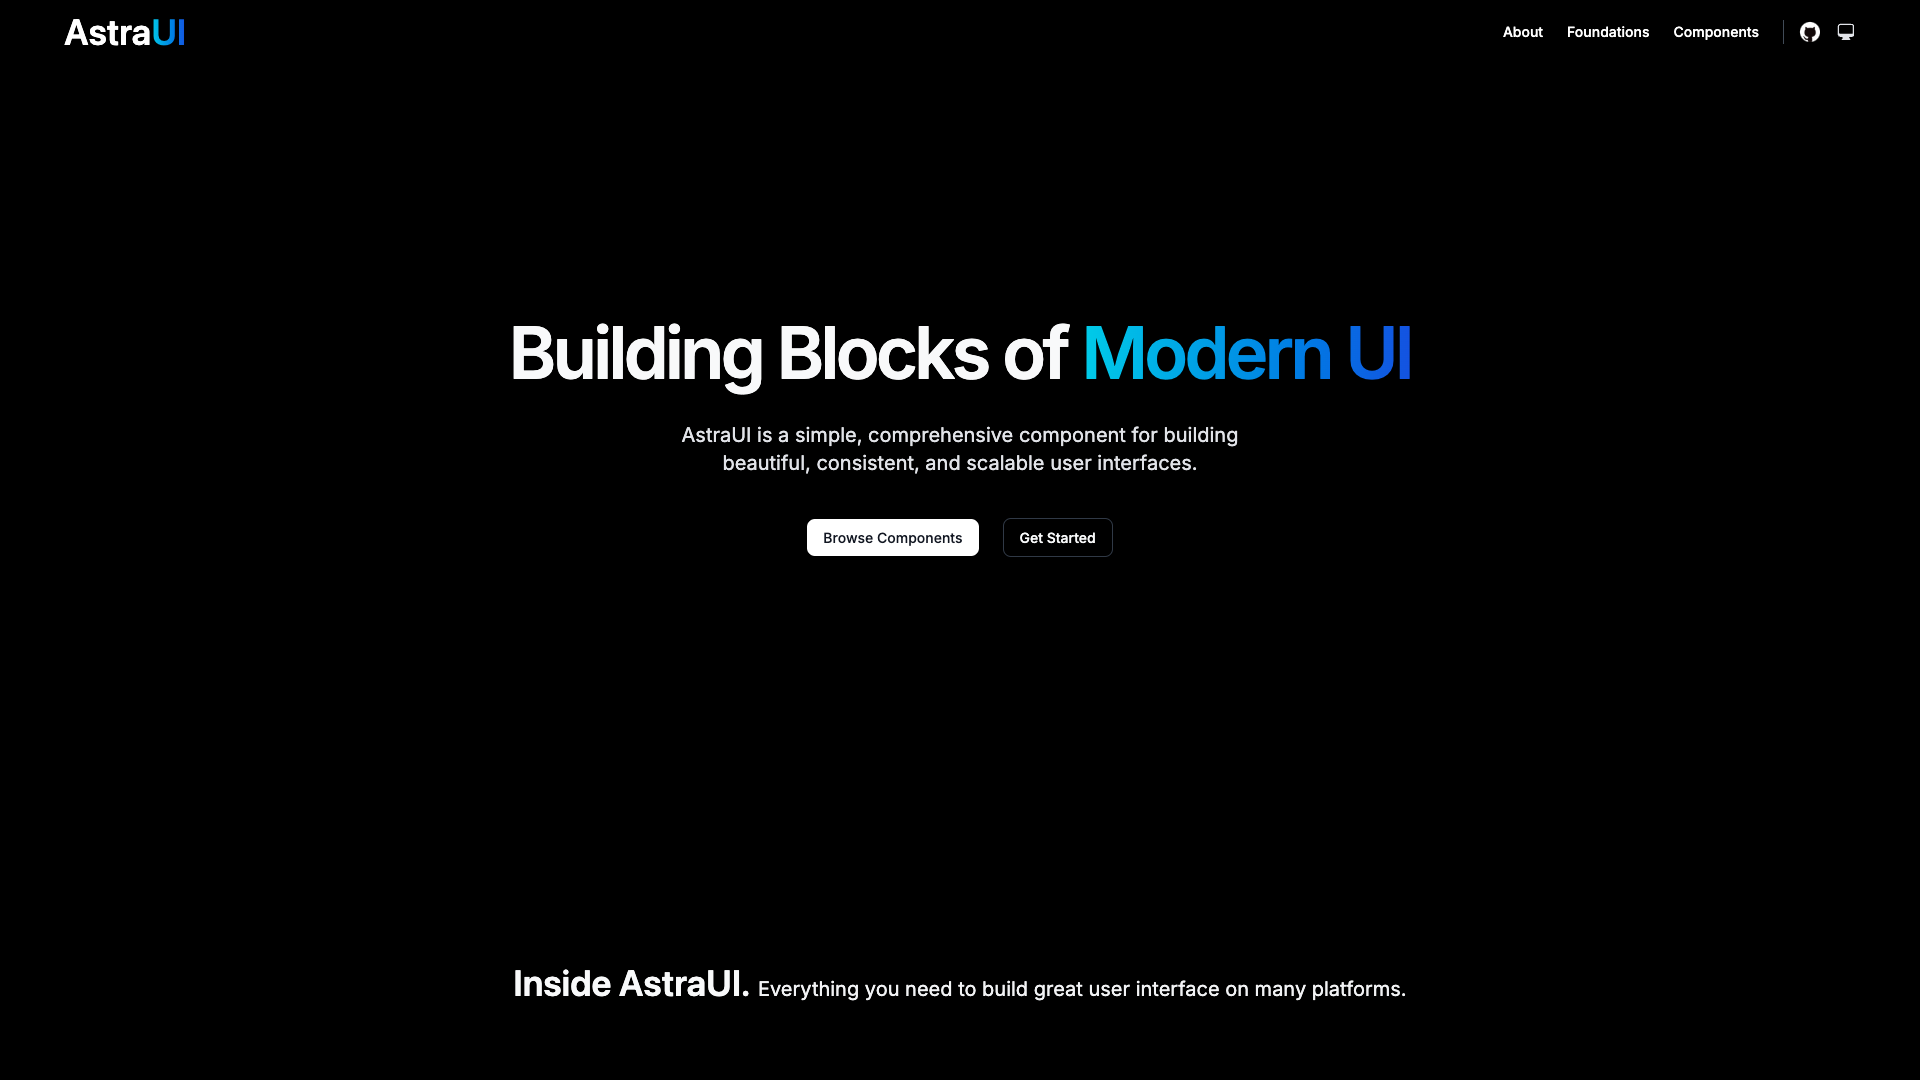 AstraUI
About
Foundations
Components
Building Blocks of Modern UI
AstraUI is a simple, comprehensive component for building
beautiful, consistent, and scalable user interfaces.
Browse Components
Get Started
Inside AstraUI. Everything you need to build great user interface on many platforms.